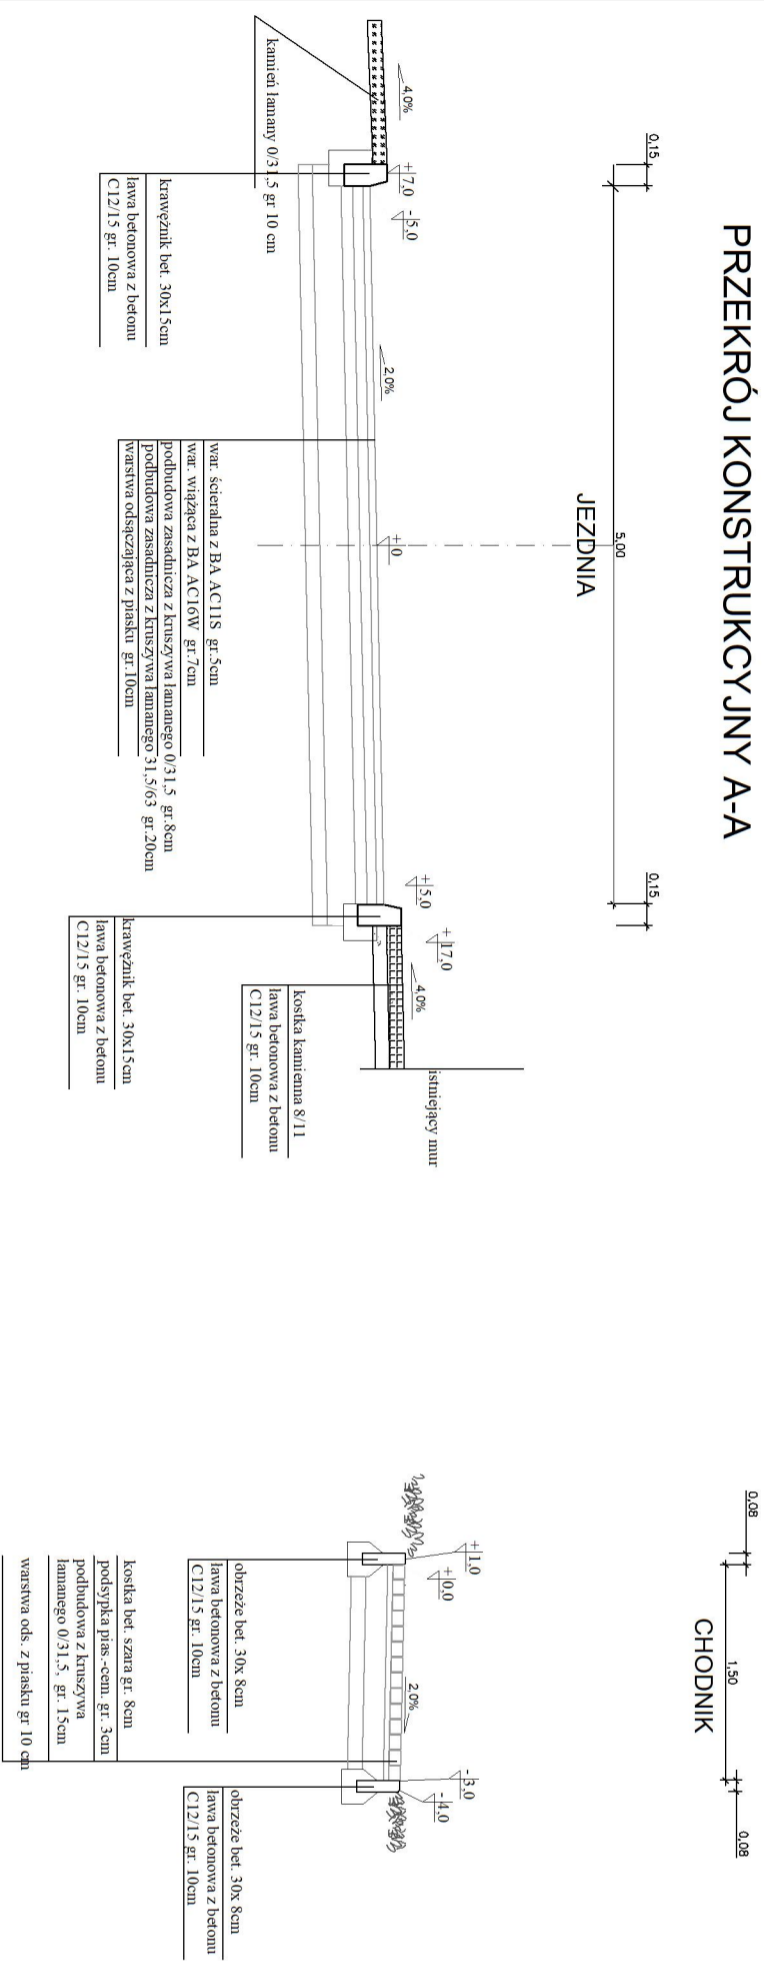 PRZEKRÓJ KONSTRUKCYJNY A-A
0,15
5,00
0,15
JEZDNIA
4,0%
+7,0
-5,0
2,0%
+0
+5,0
+17,0
4,0%
istniejący mur
kamień łamany 0/31,5 gr 10 cm
krawężnik bet. 30x15cm
ława betonowa z betonu
C12/15 gr. 10cm
war. ścieralna z BA AC11S gr.5cm
war. wiążąca z BA AC16W gr.7cm
podbudowa zasadnicza z kruszywa łamanego 0/31,5 gr.8cm
podbudowa zasadnicza z kruszywa łamanego 31,5/63 gr.20cm
warstwa odsączająca z piasku gr.10cm
kostka kamienna 8/11
ława betonowa z betonu
C12/15 gr. 10cm
krawężnik bet. 30x15cm
ława betonowa z betonu
C12/15 gr. 10cm
0,08
1,50
0,08
CHODNIK
+1,0
+0,0
2,0%
-3,0
-4,0
obrzeże bet. 30x 8cm
ława betonowa z betonu
C12/15 gr. 10cm
kostka bet. szara gr. 8cm
podsypka pias.-cem. gr. 3cm
podbudowa z kruszywa
łamanego 0/31,5, gr. 15cm
warstwa ods. z piasku gr 10 cm
obrzeże bet. 30x 8cm
ława betonowa z betonu
C12/15 gr. 10cm